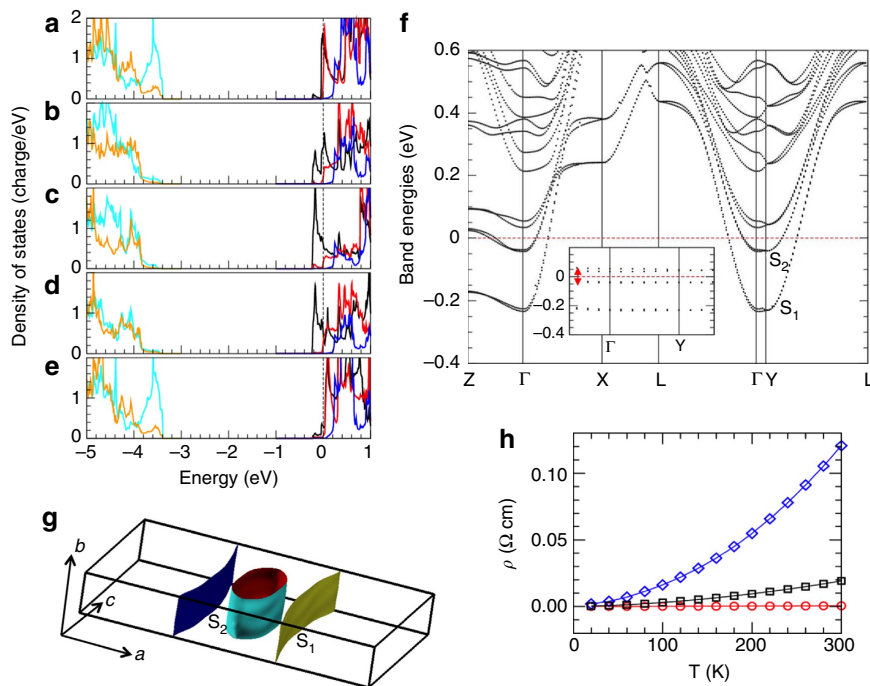 a
2
1
0
b
1
0
c
1
0
d
1
0
e
1
0
Density of states (charge/eV)
−5 −4 −3 −2 −1 0 1
Energy (eV)
f
0.6
0.4
0.2
0
−0.2
−0.4
Band energies (eV)
S2
S1
0.2
0
−0.2
−0.4
Γ Y
Z Γ X L Γ Y L
g
b
c
a
S2
S1
h
0.10
0.05
0.00
ρ (Ω cm)
0 100 200 300
T (K)